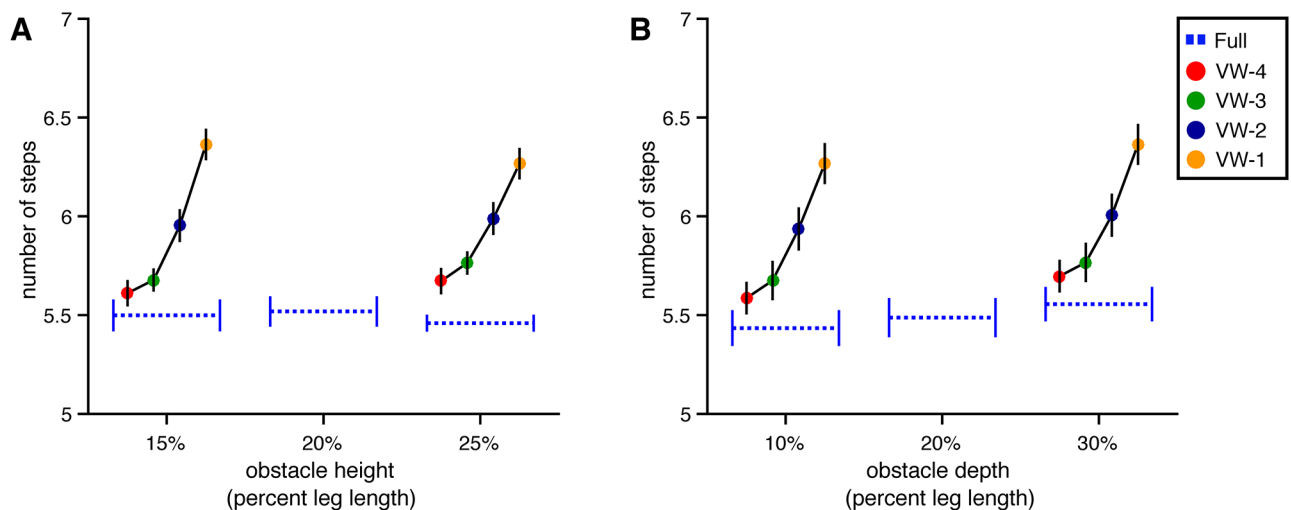 A
7
6.5
6
5.5
5
number of steps
15%
20%
25%
obstacle height
(percent leg length)
B
7
6.5
6
5.5
5
number of steps
10%
20%
30%
obstacle depth
(percent leg length)
Full
VW-4
VW-3
VW-2
VW-1